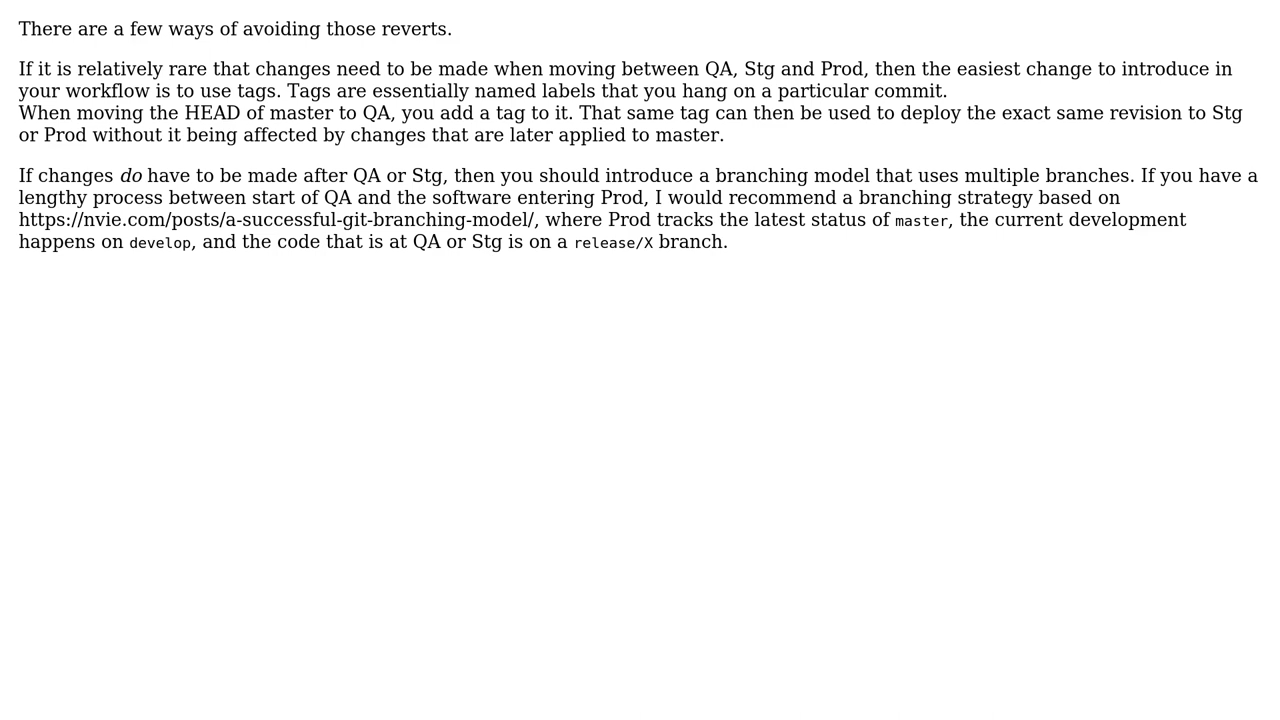 There are a few ways of avoiding those reverts.
If it is relatively rare that changes need to be made when moving between QA, Stg and Prod, then the easiest change to introduce in
your workflow is to use tags. Tags are essentially named labels that you hang on a particular commit.
When moving the HEAD of master to QA, you add a tag to it. That same tag can then be used to deploy the exact same revision to Stg
or Prod without it being affected by changes that are later applied to master.
If changes do have to be made after QA or Stg, then you should introduce a branching model that uses multiple branches. If you have a
lengthy process between start of QA and the software entering Prod, I would recommend a branching strategy based on
https://nvie.com/posts/a-successful-git-branching-model/, where Prod tracks the latest status of master, the current development
happens on develop, and the code that is at QA or Stg is on a release/X branch.